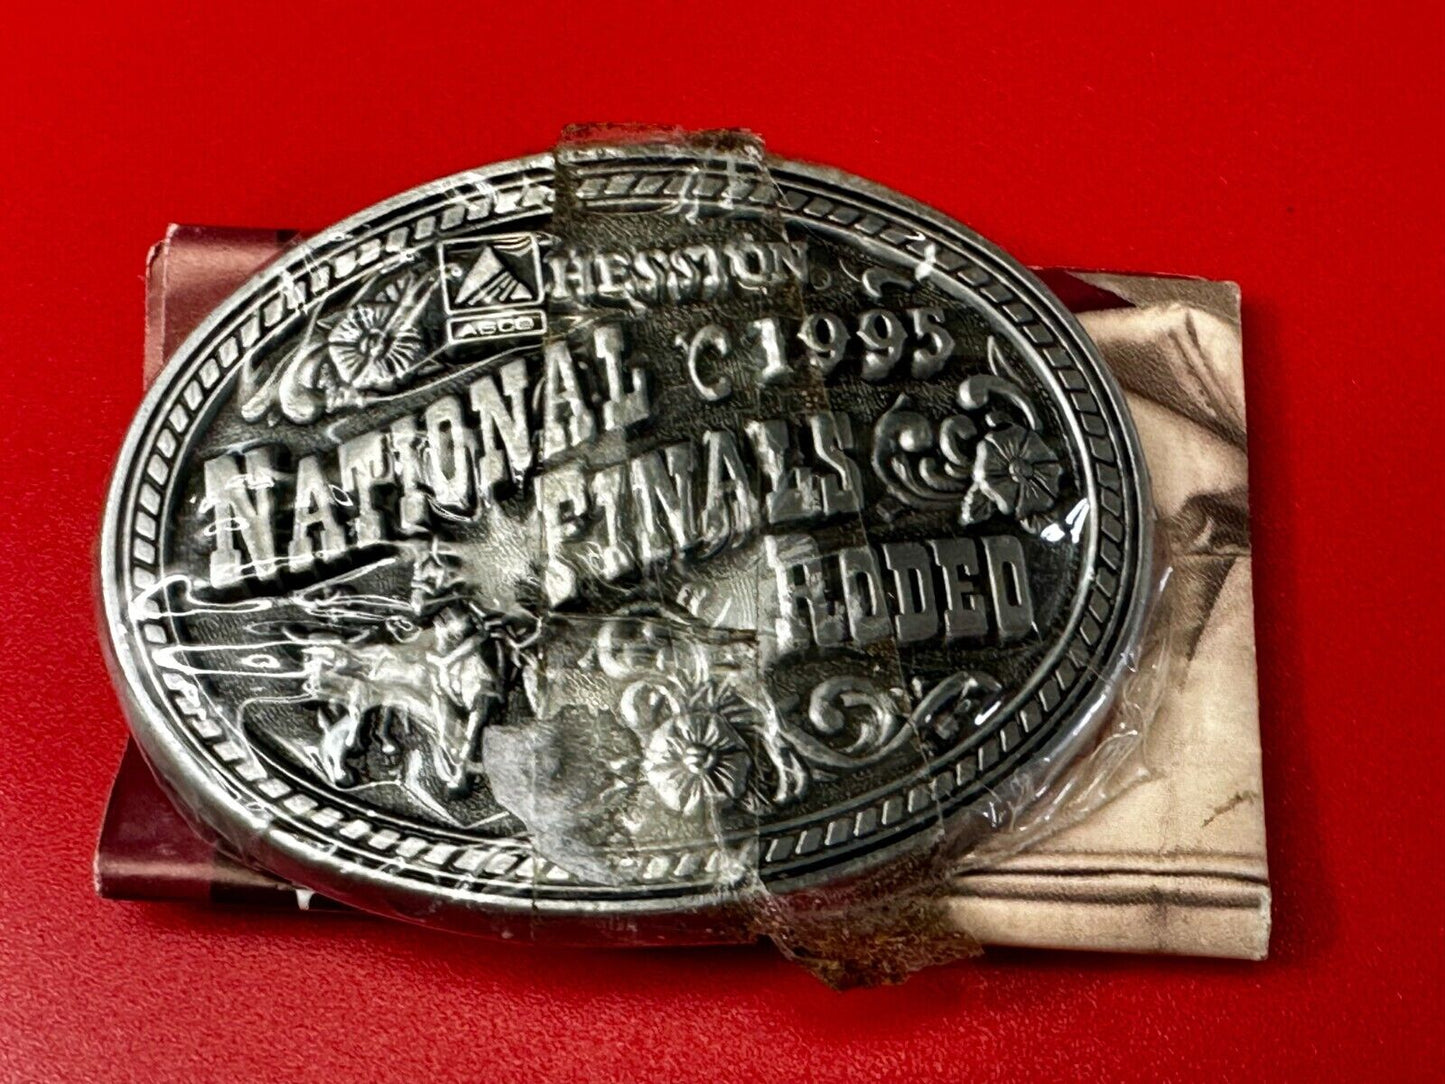 HESSTON.
AGCO
C 1995
NATIONAL
FINALS
RODEO